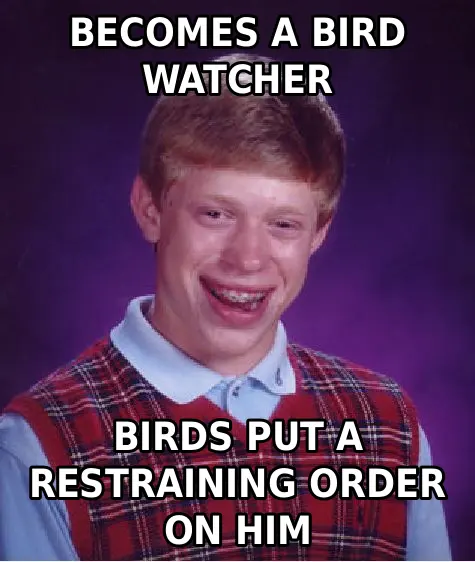 BECOMES A BIRD
WATCHER
BIRDS PUT A
RESTRAINING ORDER
ON HIM